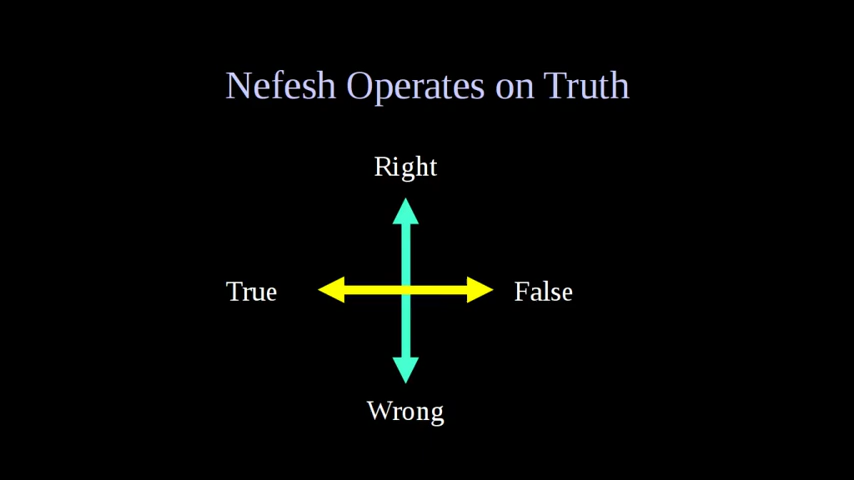 Nefesh Operates on Truth
Right
True
False
Wrong